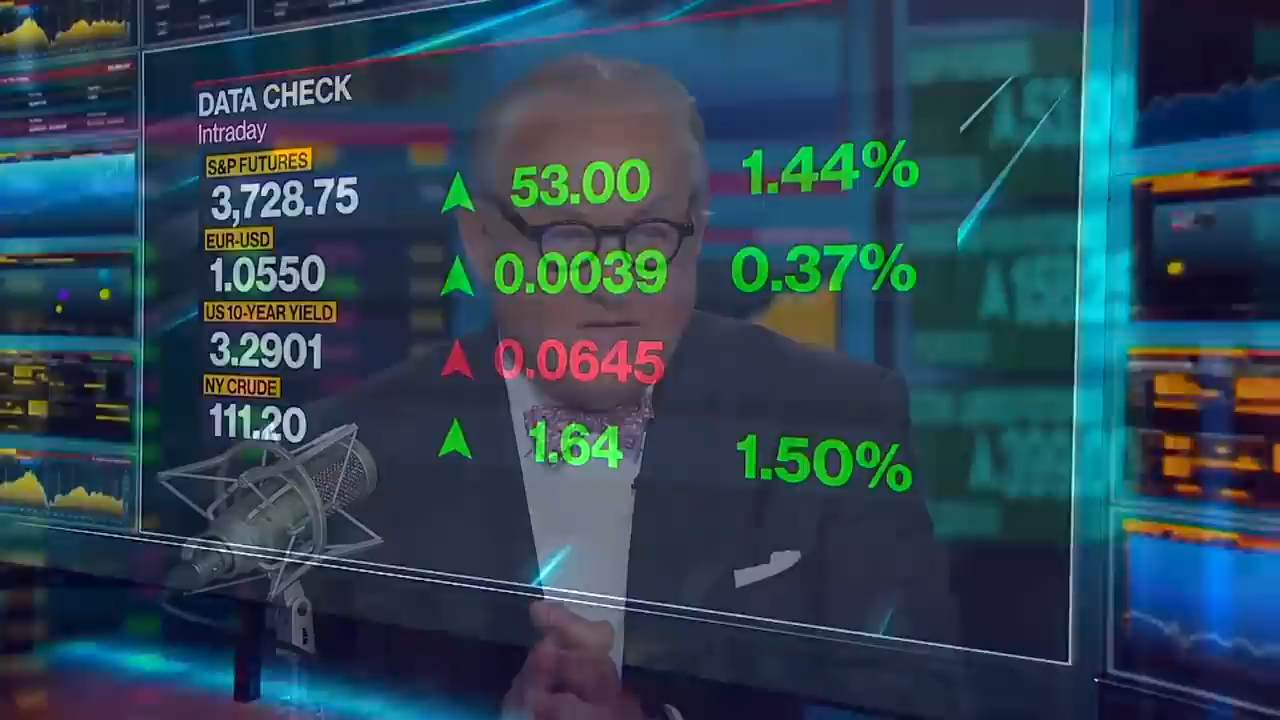 DATA CHECK
Intraday
S&P FUTURES
3,728.75 ▲ 53.00 1.44%
EUR-USD
1.0550 ▲ 0.0039 0.37%
US 10-YEAR YIELD
3.2901 ▲ 0.0645
NY CRUDE
111.20 ▲ 1.64 1.50%